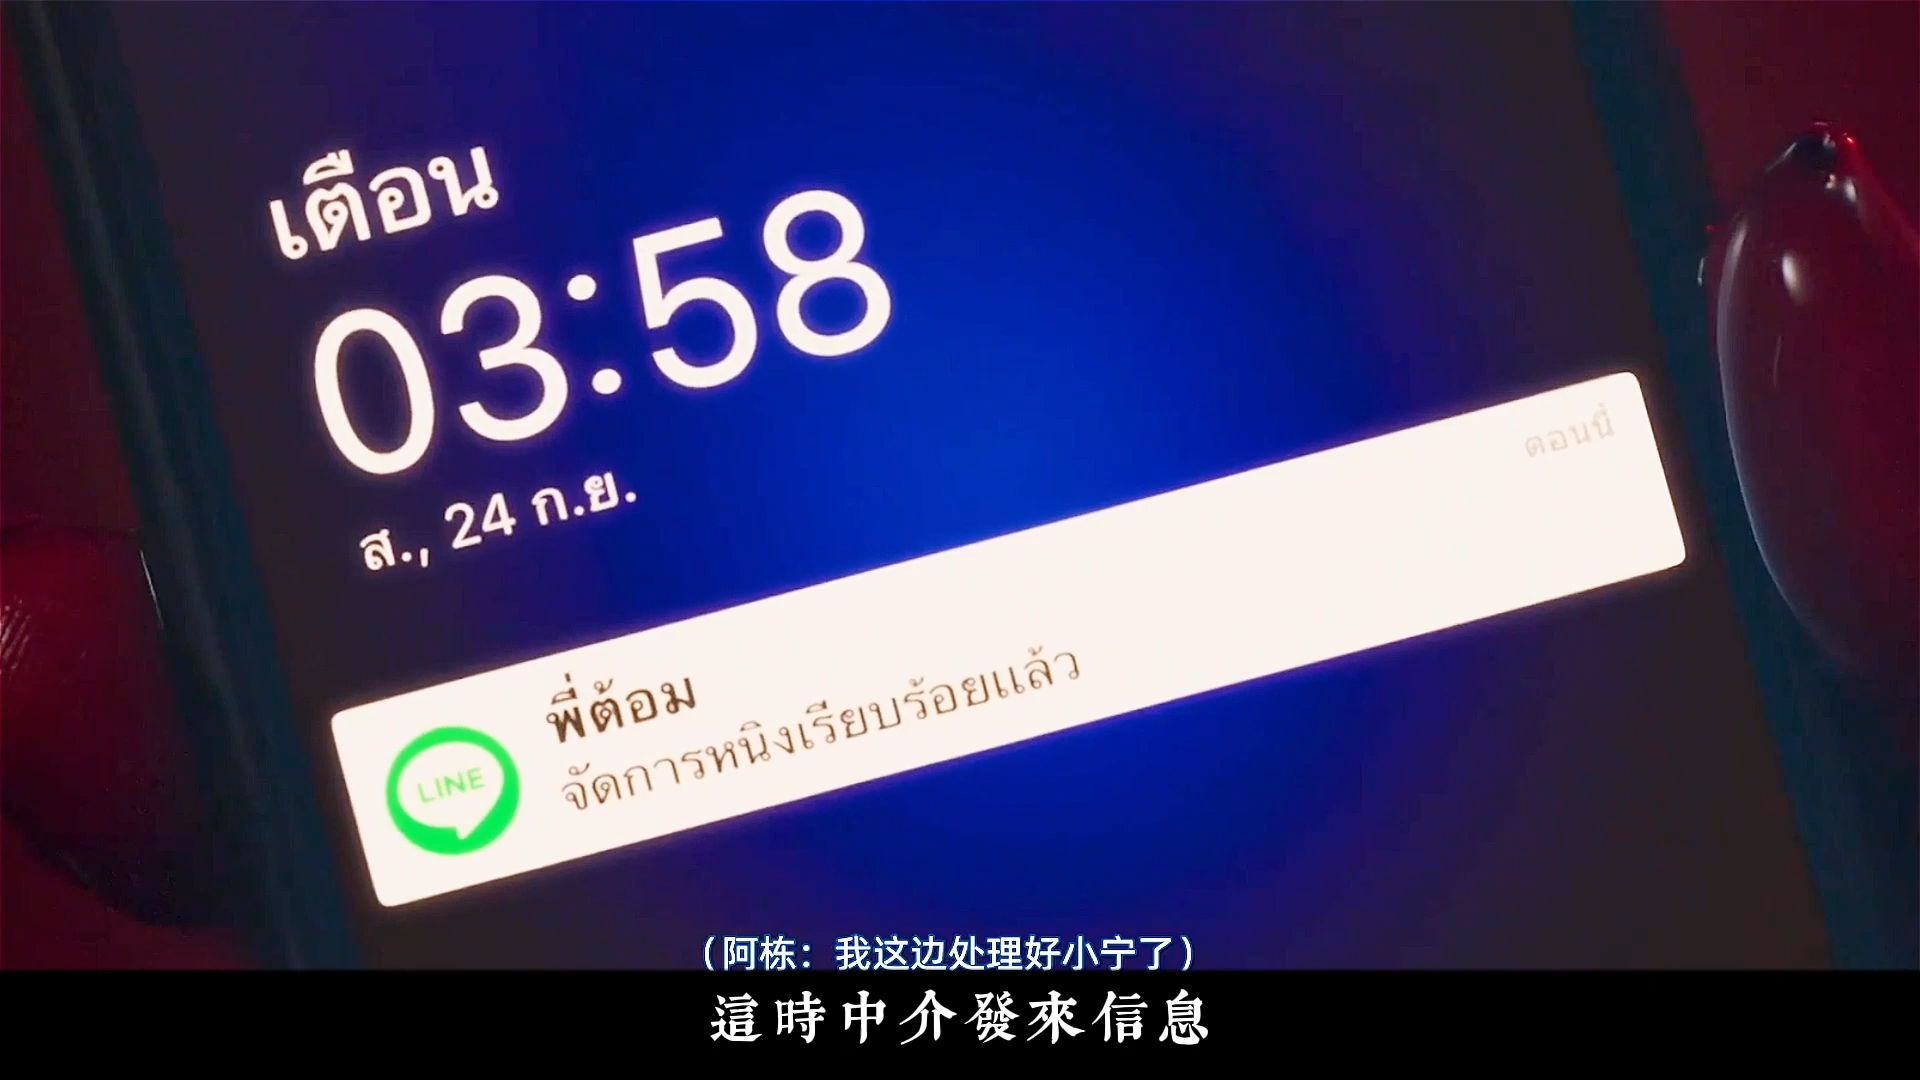 เตือน
03:58
ส., 24 ก.ย.
ตอนนี้
LINE
พี่ต้อม
จัดการหนิงเรียบร้อยแล้ว
（阿栋：我这边处理好小宁了）
這時中介發來信息